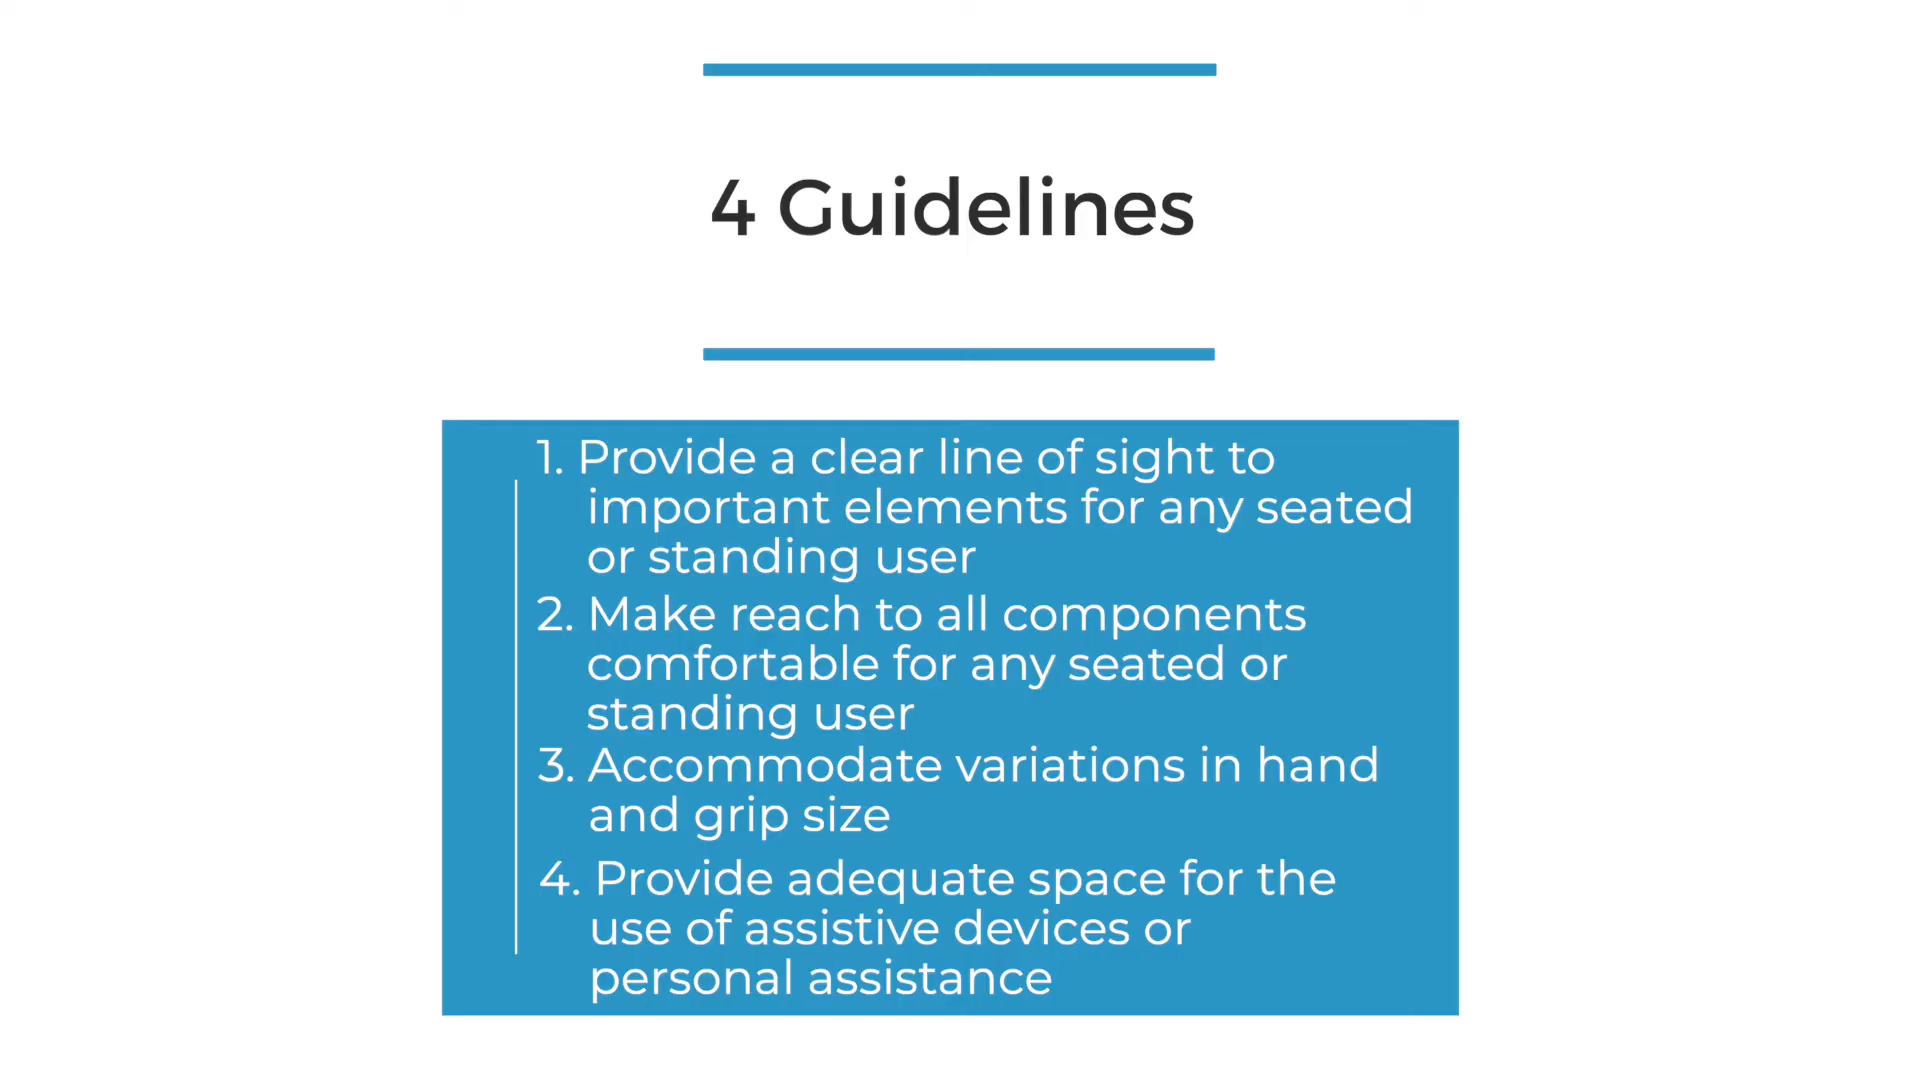 4 Guidelines
1. Provide a clear line of sight to
important elements for any seated
or standing user
2. Make reach to all components
comfortable for any seated or
standing user
3. Accommodate variations in hand
and grip size
4. Provide adequate space for the
use of assistive devices or
personal assistance